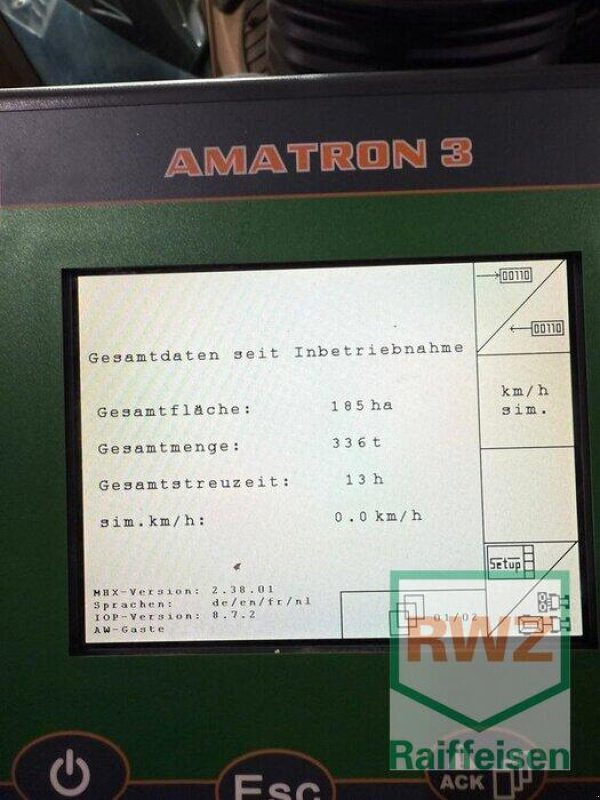 AMATRON 3
00110
00110
Gesamtdaten seit Inbetriebnahme
km/h
sim.
Gesamtfläche: 185 ha
Gesamtmenge: 336 t
Gesamtstreuzeit: 13 h
sim.km/h: 0.0 km/h
Setup
MHX-Version: 2.38.01
Sprachen: de/en/fr/nl
IOP-Version: 8.7.2
AW-Gaste
01/02
RWZ
Raiffeisen
Esc
ACK